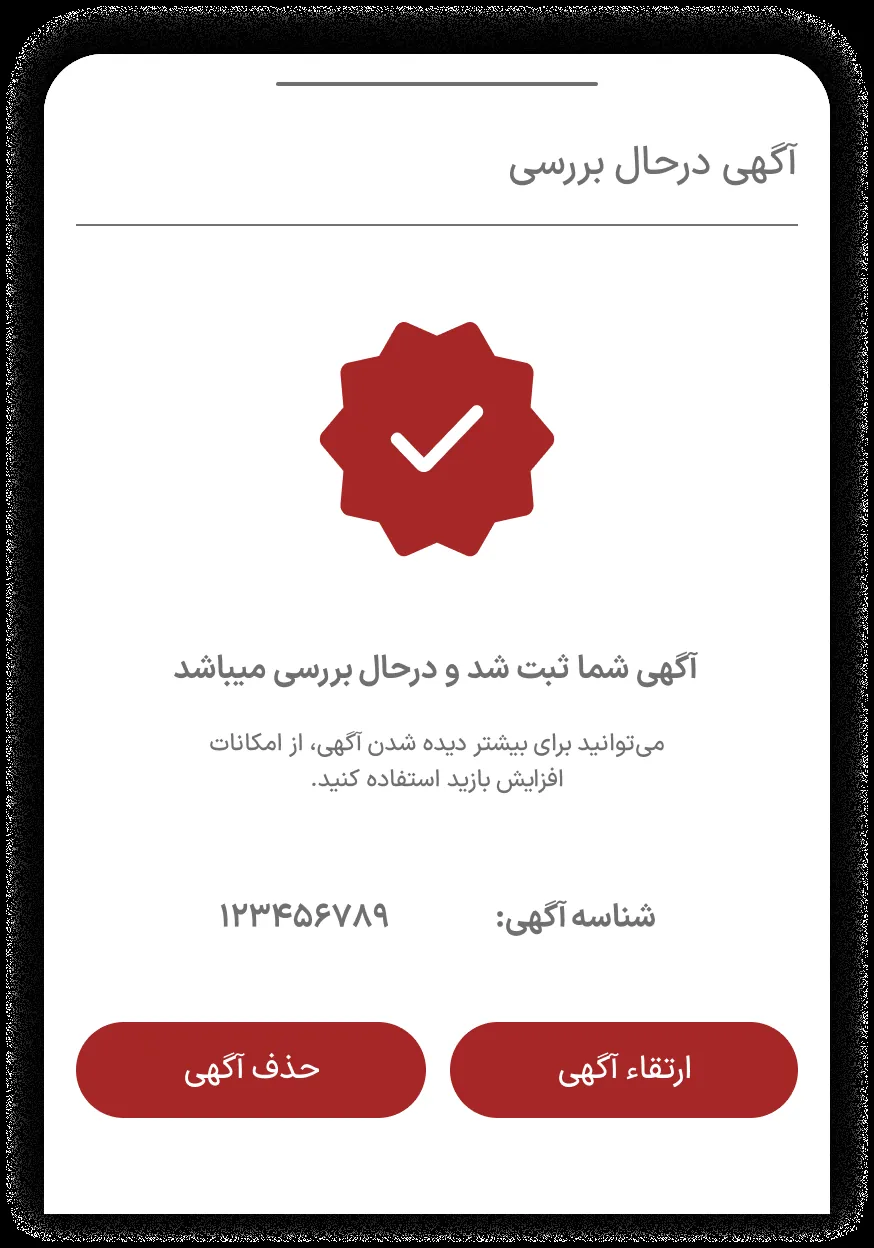 آگهی درحال بررسی
آگهی شما ثبت شد و درحال بررسی میباشد
می‌توانید برای بیشتر دیده شدن آگهی، از امکانات
افزایش بازید استفاده کنید.
شناسه آگهی: ۱۲۳۴۵۶۷۸۹
ارتقاء آگهی
حذف آگهی